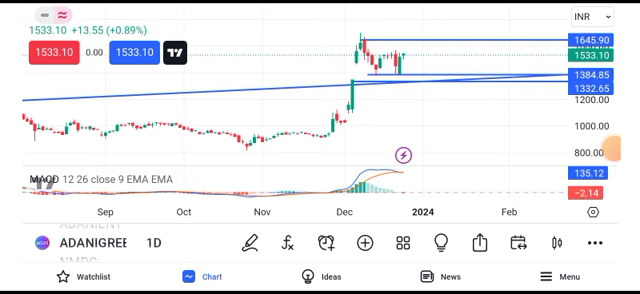 INR
1533.10 +13.55 (+0.89%)
1645.90
1533.10 0.00 1533.10
1533.10
1384.85
1332.65
1200.00
1000.00
800.00
MACD 12 26 close 9 EMA EMA
135.12
−2.14
Sep Oct Nov Dec 2024 Feb
adani ADANIGREE 1D
Watchlist Chart Ideas News Menu